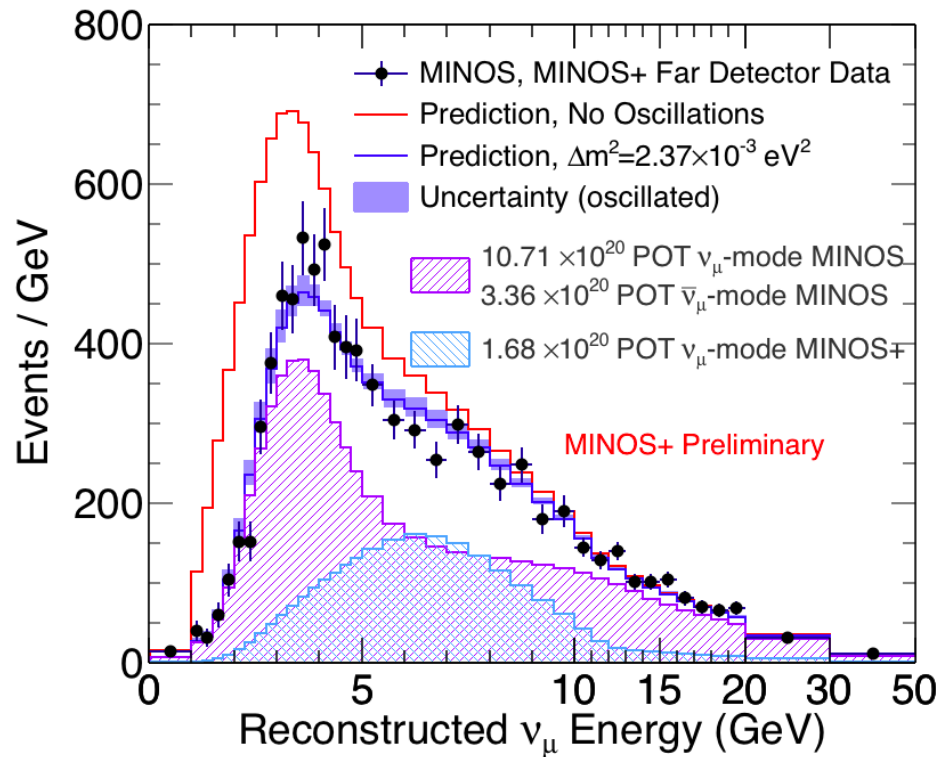 800
600
400
200
0
Events / GeV
MINOS, MINOS+ Far Detector Data
Prediction, No Oscillations
Prediction, Δm²=2.37×10⁻³ eV²
Uncertainty (oscillated)
10.71 ×10²⁰ POT νμ-mode MINOS
3.36 ×10²⁰ POT ν̄μ-mode MINOS
1.68 ×10²⁰ POT νμ-mode MINOS+
MINOS+ Preliminary
0 5 10 15 20 30 50
Reconstructed νμ Energy (GeV)